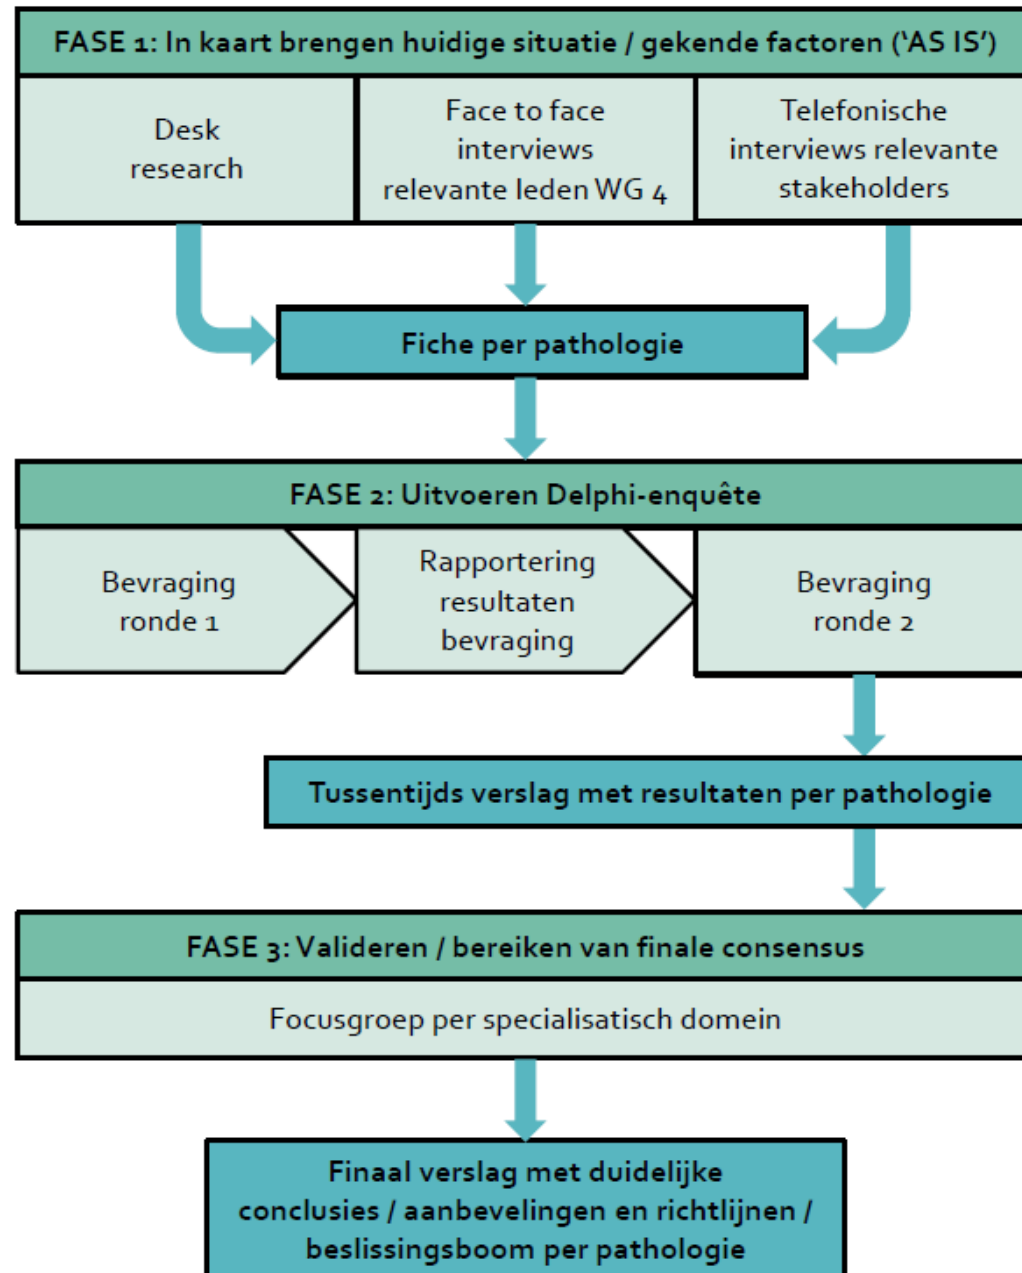 FASE 1: In kaart brengen huidige situatie / gekende factoren (‘AS IS’)
Desk
research
Face to face
interviews
relevante leden WG 4
Telefonische
interviews relevante
stakeholders
Fiche per pathologie
FASE 2: Uitvoeren Delphi-enquête
Bevraging
ronde 1
Rapportering
resultaten
bevraging
Bevraging
ronde 2
Tussentijds verslag met resultaten per pathologie
FASE 3: Valideren / bereiken van finale consensus
Focusgroep per specialisatisch domein
Finaal verslag met duidelijke
conclusies / aanbevelingen en richtlijnen /
beslissingsboom per pathologie